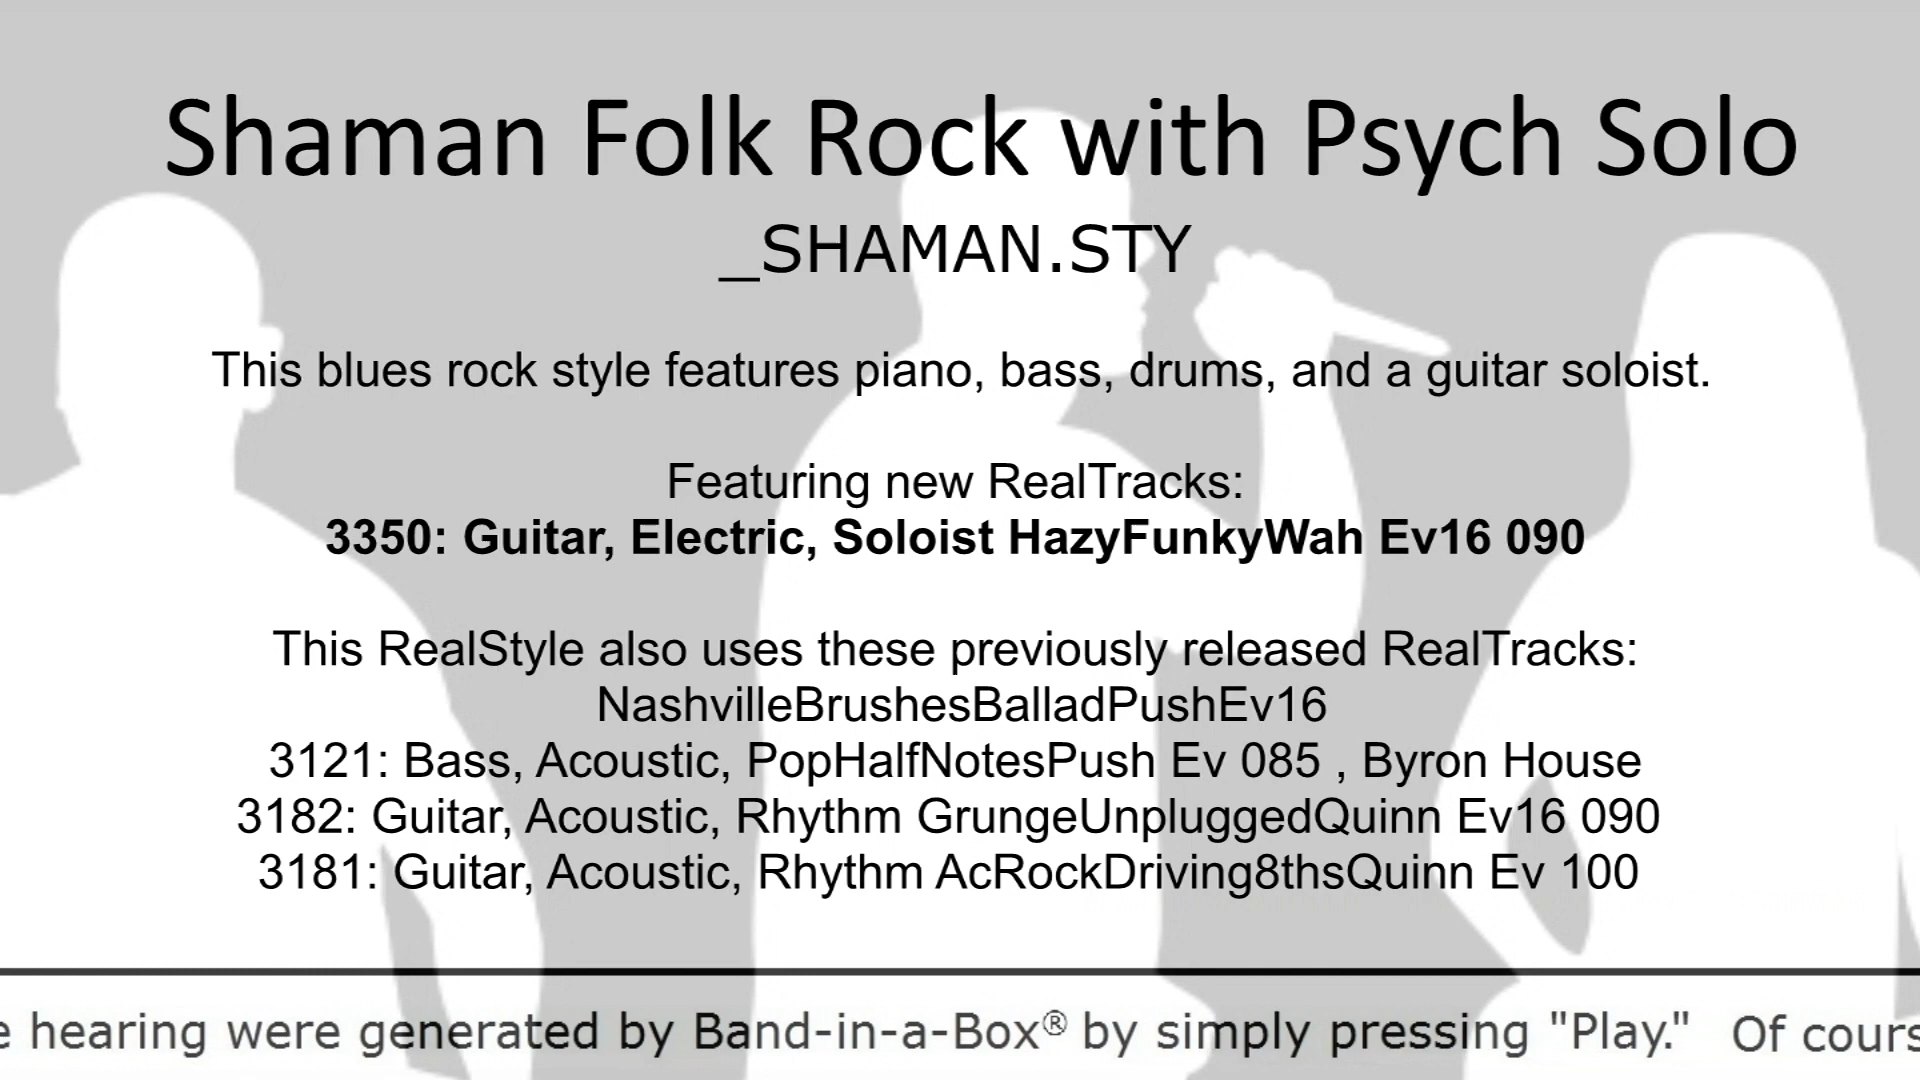 Shaman Folk Rock with Psych Solo
_SHAMAN.STY
This blues rock style features piano, bass, drums, and a guitar soloist.
Featuring new RealTracks:
3350: Guitar, Electric, Soloist HazyFunkyWah Ev16 090
This RealStyle also uses these previously released RealTracks:
NashvilleBrushesBalladPushEv16
3121: Bass, Acoustic, PopHalfNotesPush Ev 085 , Byron House
3182: Guitar, Acoustic, Rhythm GrungeUnpluggedQuinn Ev16 090
3181: Guitar, Acoustic, Rhythm AcRockDriving8thsQuinn Ev 100
e hearing were generated by Band-in-a-Box® by simply pressing "Play." Of cours